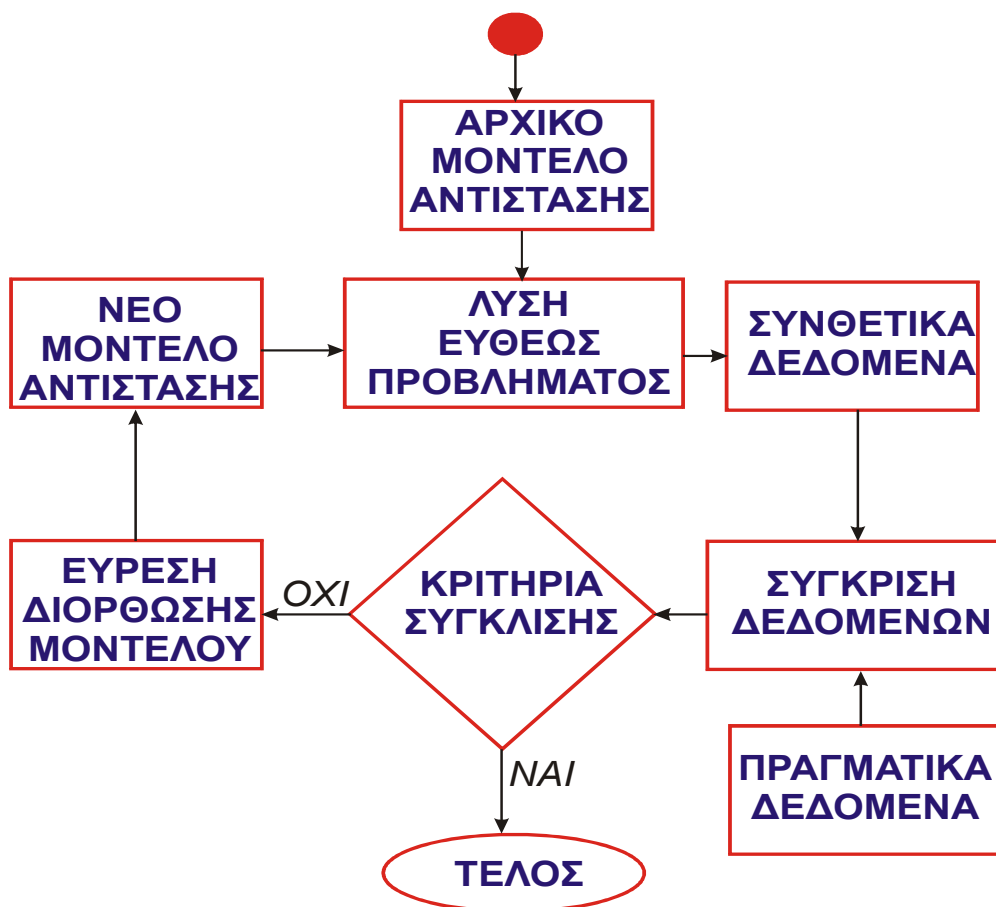 ΑΡΧΙΚΟ
ΜΟΝΤΕΛΟ
ΑΝΤΙΣΤΑΣΗΣ
ΝΕΟ
ΜΟΝΤΕΛΟ
ΑΝΤΙΣΤΑΣΗΣ
ΛΥΣΗ
ΕΥΘΕΩΣ
ΠΡΟΒΛΗΜΑΤΟΣ
ΣΥΝΘΕΤΙΚΑ
ΔΕΔΟΜΕΝΑ
ΕΥΡΕΣΗ
ΔΙΟΡΘΩΣΗΣ
ΜΟΝΤΕΛΟΥ
ΟΧΙ
ΚΡΙΤΗΡΙΑ
ΣΥΓΚΛΙΣΗΣ
ΣΥΓΚΡΙΣΗ
ΔΕΔΟΜΕΝΩΝ
ΠΡΑΓΜΑΤΙΚΑ
ΔΕΔΟΜΕΝΑ
ΝΑΙ
ΤΕΛΟΣ